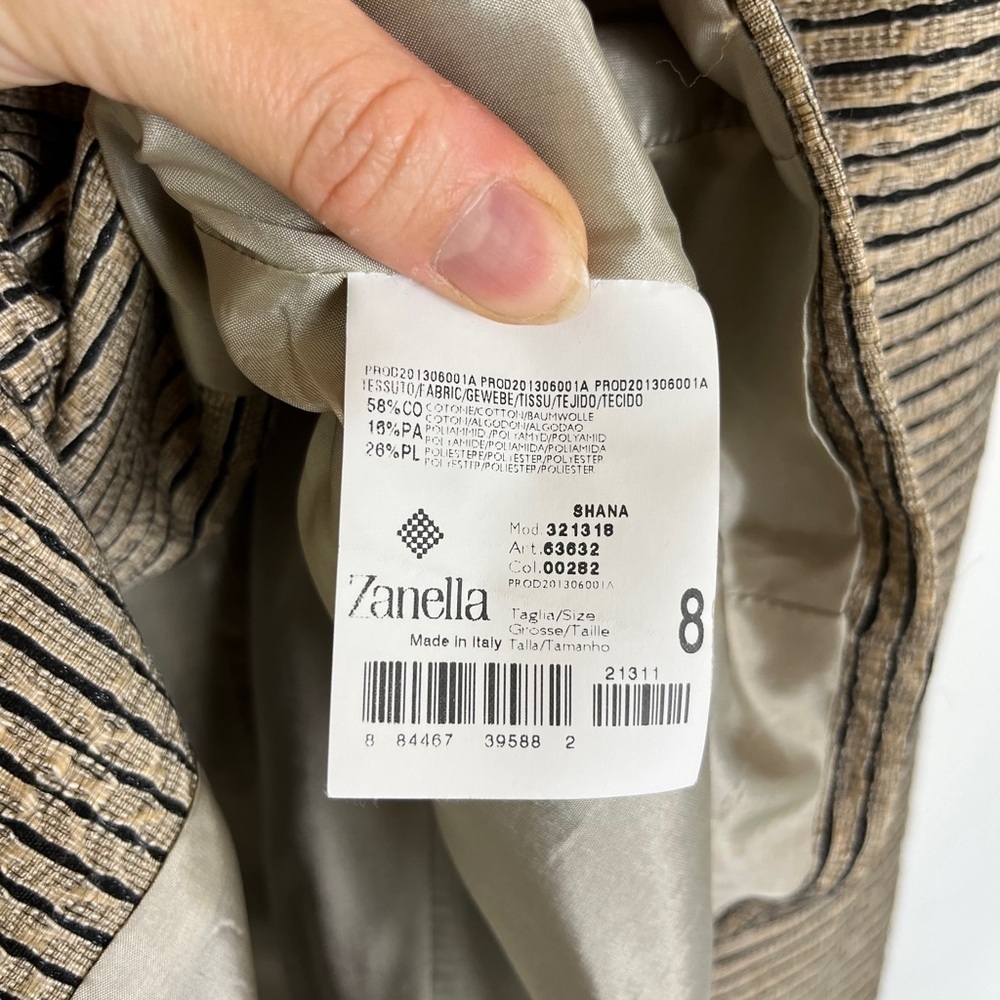 PROD201306001A PROD201306001A PROD201306001A
TESSUTO/FABRIC/GEWEBE/TISSU/TEJIDO/TECIDO
58%CO COTONE/COTTON/BAUMWOLLE
COTON/ALGODON/ALGODAO
16%PA POLIAMMID /POLYAMID/POLYAMID
POLYAMIDE/POLIAMIDA/POLIAMIDA
26%PL POLIESTERE/POLYESTER/POLYESTER
POLYESTER/POLIESTER/POLIESTER
SHANA
Mod.321318
Art.63632
Col.00282
PROD201306001A
Zanella
Made in Italy
Taglia/Size
Grosse/Taille
Talla/Tamanho
8
21311
8 84467 39588 2